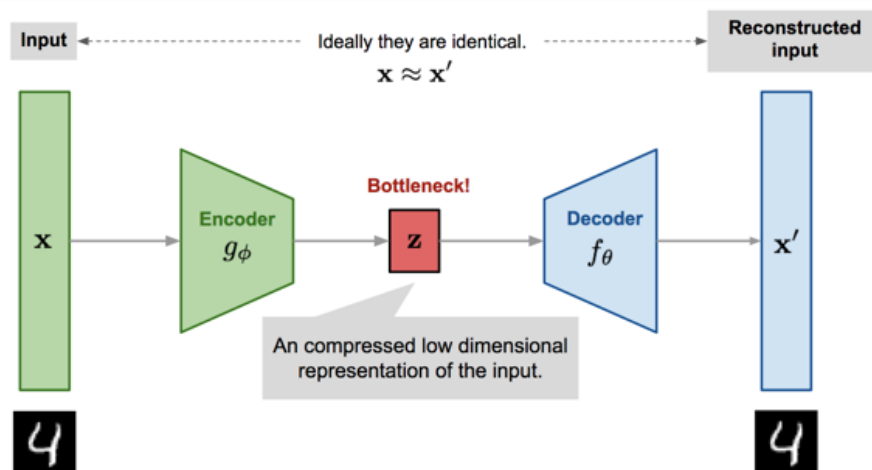 Input
Ideally they are identical.
x ≈ x′
Reconstructed
input
Bottleneck!
x
Encoder
gϕ
z
Decoder
fθ
x′
An compressed low dimensional
representation of the input.
4
4